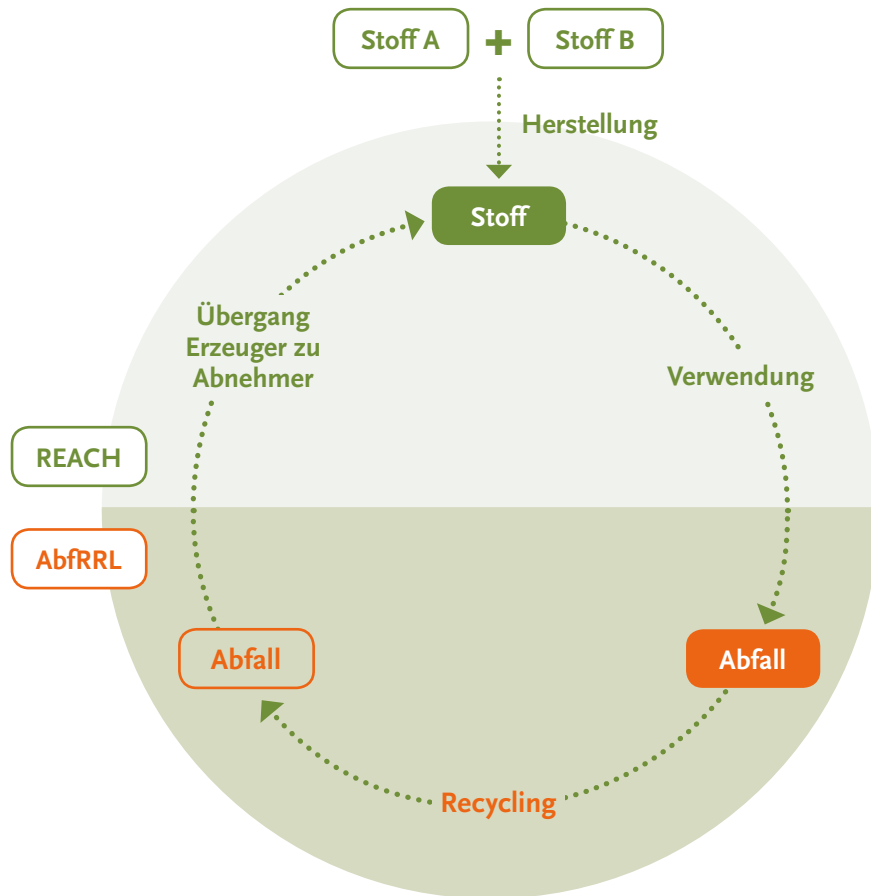 Stoff A + Stoff B
Herstellung
Stoff
Übergang
Erzeuger zu
Abnehmer
Verwendung
REACH
AbfRRL
Abfall
Abfall
Recycling